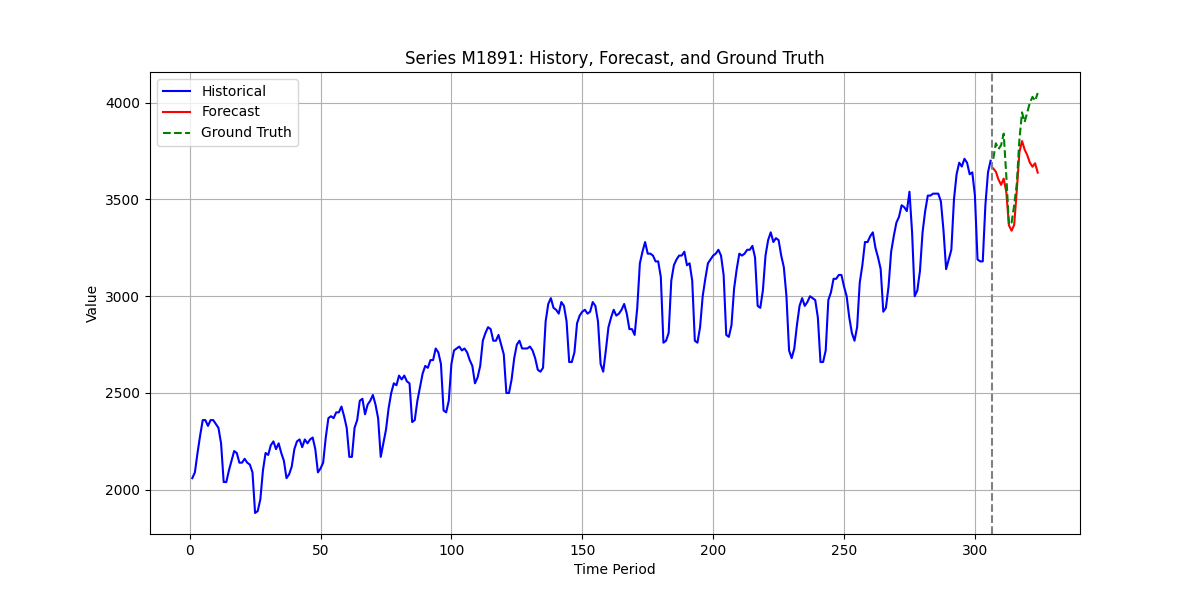 Series M1891: History, Forecast, and Ground Truth
Historical
Forecast
Ground Truth
4000
3500
3000
2500
2000
Value
0 50 100 150 200 250 300
Time Period